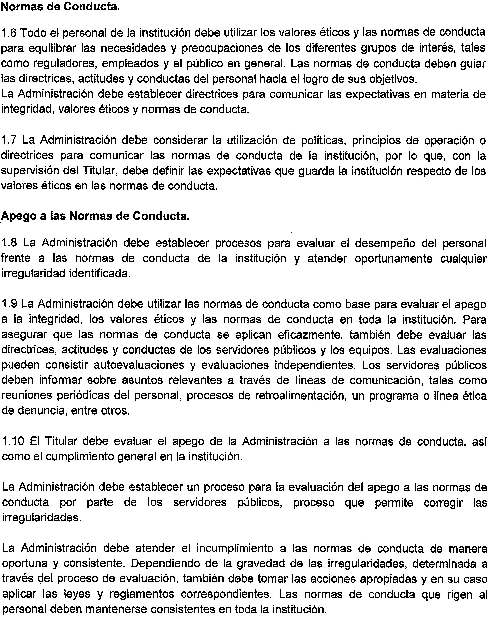 Normas de Conducta.
1.6 Todo el personal de la institución debe utilizar los valores éticos y las normas de conducta
para equilibrar las necesidades y preocupaciones de los diferentes grupos de interés, tales
como reguladores, empleados y el público en general. Las normas de conducta deben guiar
las directrices, actitudes y conductas del personal hacia el logro de sus objetivos.
La Administración debe establecer directrices para comunicar las expectativas en materia de
integridad, valores éticos y normas de conducta.
1.7 La Administración debe considerar la utilización de políticas, principios de operación o
directrices para comunicar las normas de conducta de la institución, por lo que, con la
supervisión del Titular, debe definir las expectativas que guarda la institución respecto de los
valores éticos en las normas de conducta.
Apego a las Normas de Conducta.
1.8 La Administración debe establecer procesos para evaluar el desempeño del personal
frente a las normas de conducta de la institución y atender oportunamente cualquier
irregularidad identificada.
1.9 La Administración debe utilizar las normas de conducta como base para evaluar el apego
a la integridad, los valores éticos y las normas de conducta en toda la institución. Para
asegurar que las normas de conducta se aplican eficazmente, también debe evaluar las
directrices, actitudes y conductas de los servidores públicos y los equipos. Las evaluaciones
pueden consistir autoevaluaciones y evaluaciones independientes. Los servidores públicos
deben informar sobre asuntos relevantes a través de líneas de comunicación, tales como
reuniones periódicas del personal, procesos de retroalimentación, un programa o línea ética
de denuncia, entre otros.
1.10 El Titular debe evaluar el apego de la Administración a las normas de conducta, así
como el cumplimiento general en la institución.
La Administración debe establecer un proceso para la evaluación del apego a las normas de
conducta por parte de los servidores públicos, proceso que permite corregir las
irregularidades.
La Administración debe atender el incumplimiento a las normas de conducta de manera
oportuna y consistente. Dependiendo de la gravedad de las irregularidades, determinada a
través del proceso de evaluación, también debe tomar las acciones apropiadas y en su caso
aplicar las leyes y reglamentos correspondientes. Las normas de conducta que rigen al
personal deben mantenerse consistentes en toda la institución.